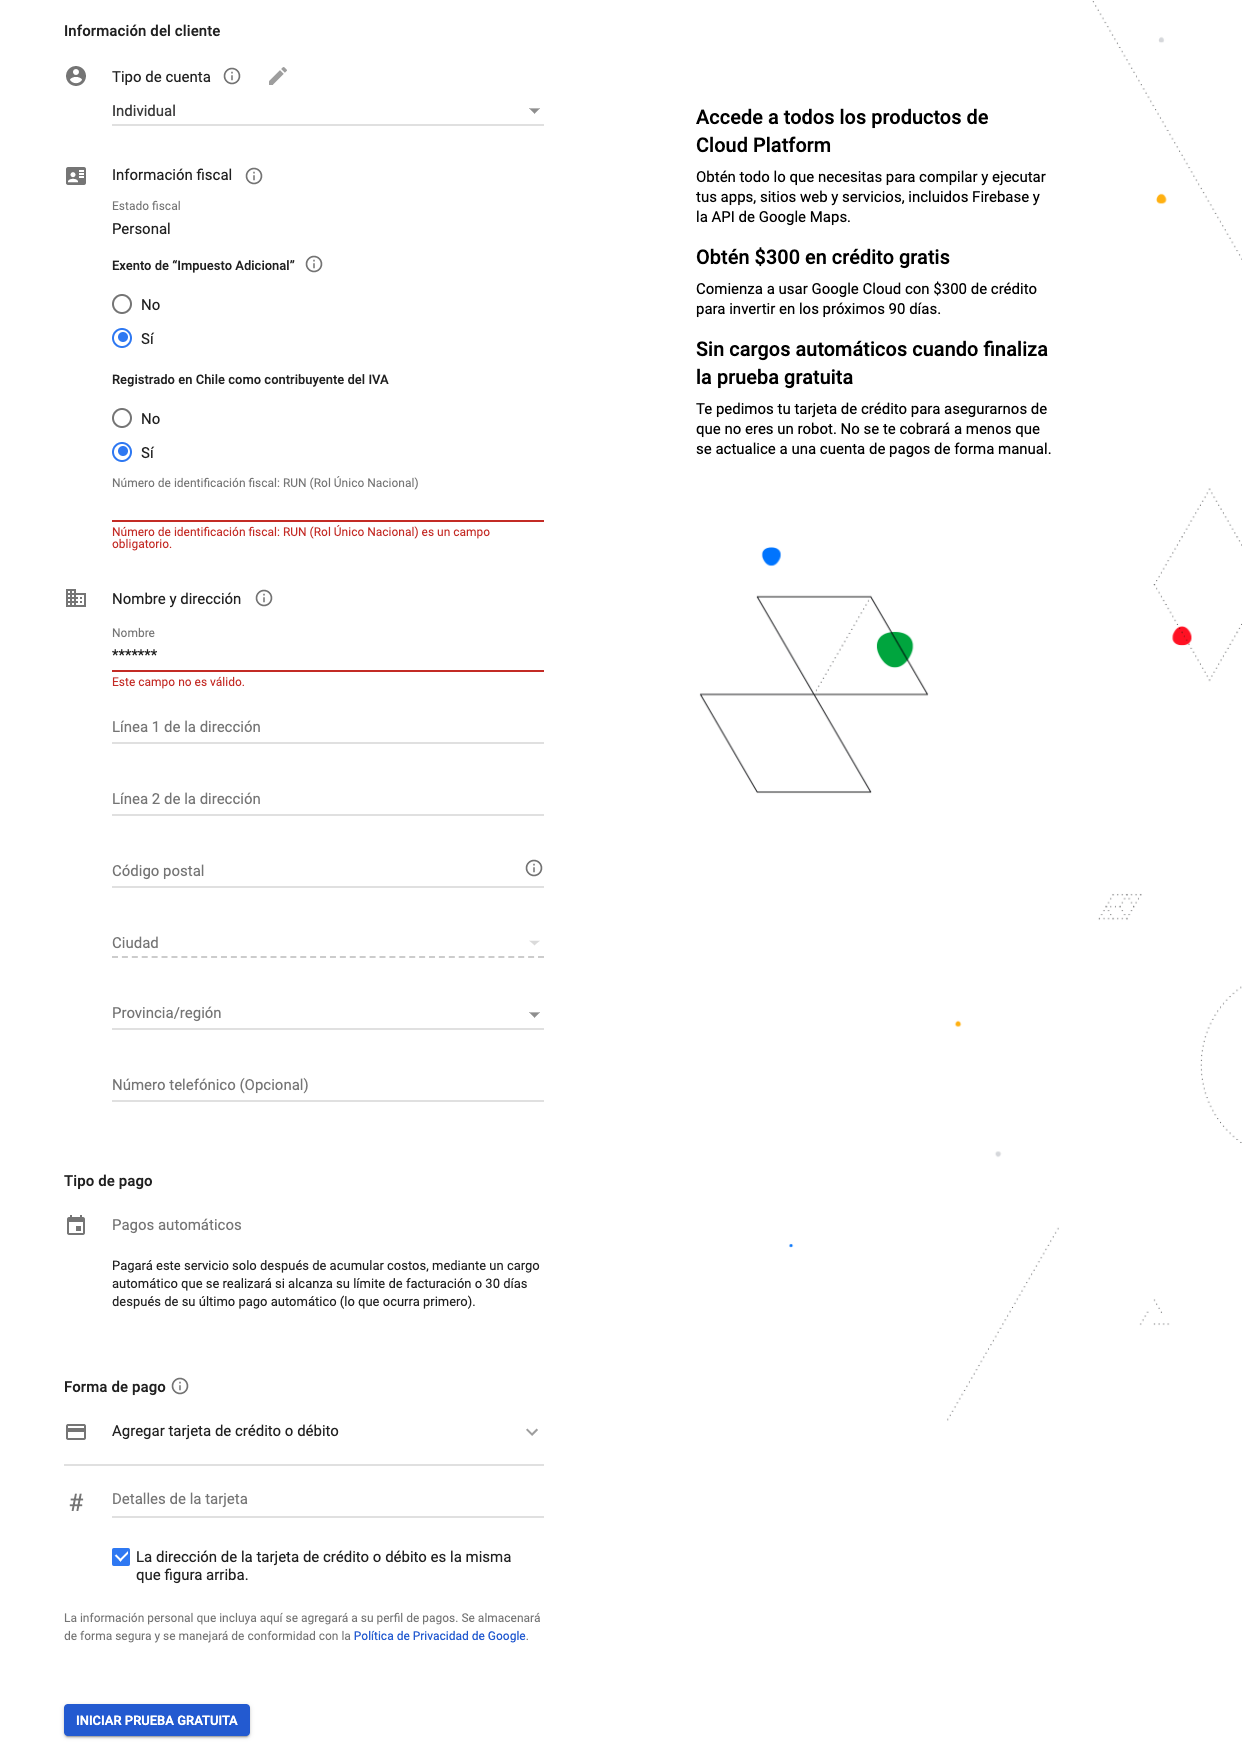 Información del cliente
Tipo de cuenta
Individual
Información fiscal
Estado fiscal
Personal
Exento de “Impuesto Adicional”
No
Sí
Registrado en Chile como contribuyente del IVA
No
Sí
Número de identificación fiscal: RUN (Rol Único Nacional)
Número de identificación fiscal: RUN (Rol Único Nacional) es un campo
obligatorio.
Nombre y dirección
Nombre
*******
Este campo no es válido.
Línea 1 de la dirección
Línea 2 de la dirección
Código postal
Ciudad
Provincia/región
Número telefónico (Opcional)
Tipo de pago
Pagos automáticos
Pagará este servicio solo después de acumular costos, mediante un cargo
automático que se realizará si alcanza su límite de facturación o 30 días
después de su último pago automático (lo que ocurra primero).
Forma de pago
Agregar tarjeta de crédito o débito
# Detalles de la tarjeta
La dirección de la tarjeta de crédito o débito es la misma
que figura arriba.
La información personal que incluya aquí se agregará a su perfil de pagos. Se almacenará
de forma segura y se manejará de conformidad con la Política de Privacidad de Google.
INICIAR PRUEBA GRATUITA
Accede a todos los productos de
Cloud Platform
Obtén todo lo que necesitas para compilar y ejecutar
tus apps, sitios web y servicios, incluidos Firebase y
la API de Google Maps.
Obtén $300 en crédito gratis
Comienza a usar Google Cloud con $300 de crédito
para invertir en los próximos 90 días.
Sin cargos automáticos cuando finaliza
la prueba gratuita
Te pedimos tu tarjeta de crédito para asegurarnos de
que no eres un robot. No se te cobrará a menos que
se actualice a una cuenta de pagos de forma manual.